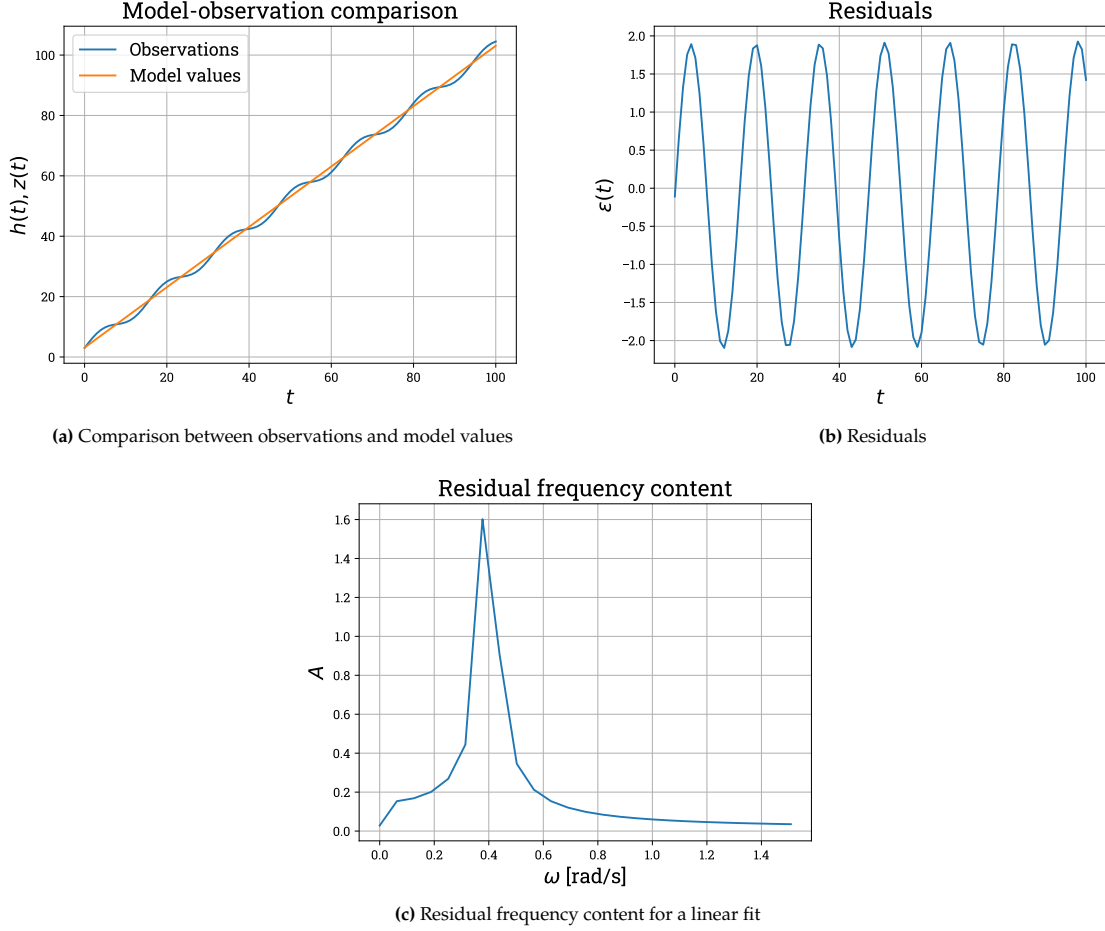 Model-observation comparison
Observations
Model values
h(t), z(t)
100
80
60
40
20
0
0 20 40 60 80 100
t
(a) Comparison between observations and model values
Residuals
ε(t)
2.0
1.5
1.0
0.5
0.0
−0.5
−1.0
−1.5
−2.0
0 20 40 60 80 100
t
(b) Residuals
Residual frequency content
A
1.6
1.4
1.2
1.0
0.8
0.6
0.4
0.2
0.0
0.0 0.2 0.4 0.6 0.8 1.0 1.2 1.4
ω [rad/s]
(c) Residual frequency content for a linear fit